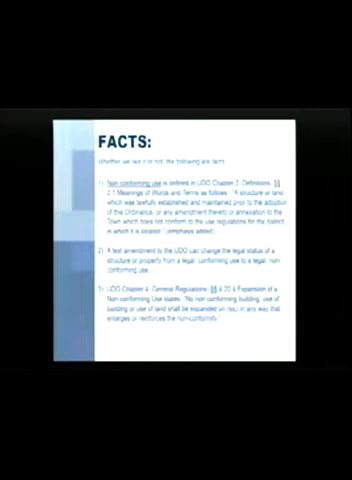 FACTS:
Whether we like it or not, the following are facts
1) Non conforming use is defined in UDO Chapter 2, Definitions, §§
2.1 Meanings of Words and Terms as follows: "A structure or land
which was lawfully established and maintained prior to the adoption
of this Ordinance, or any amendment thereto or annexation to the
Town which does not conform to the use regulations for the district
in which it is located." (emphasis added)
2) A text amendment to the UDO can change the legal status of a
structure or property from a legal, conforming use to a legal, non-
conforming use.
3) UDO Chapter 4, General Regulations, §§ 4.20.4 Expansion of a
Non-conforming Use states "No non-conforming building, use of
building or use of land shall be expanded on in any way that
enlarges or reinforces the non-conformity."